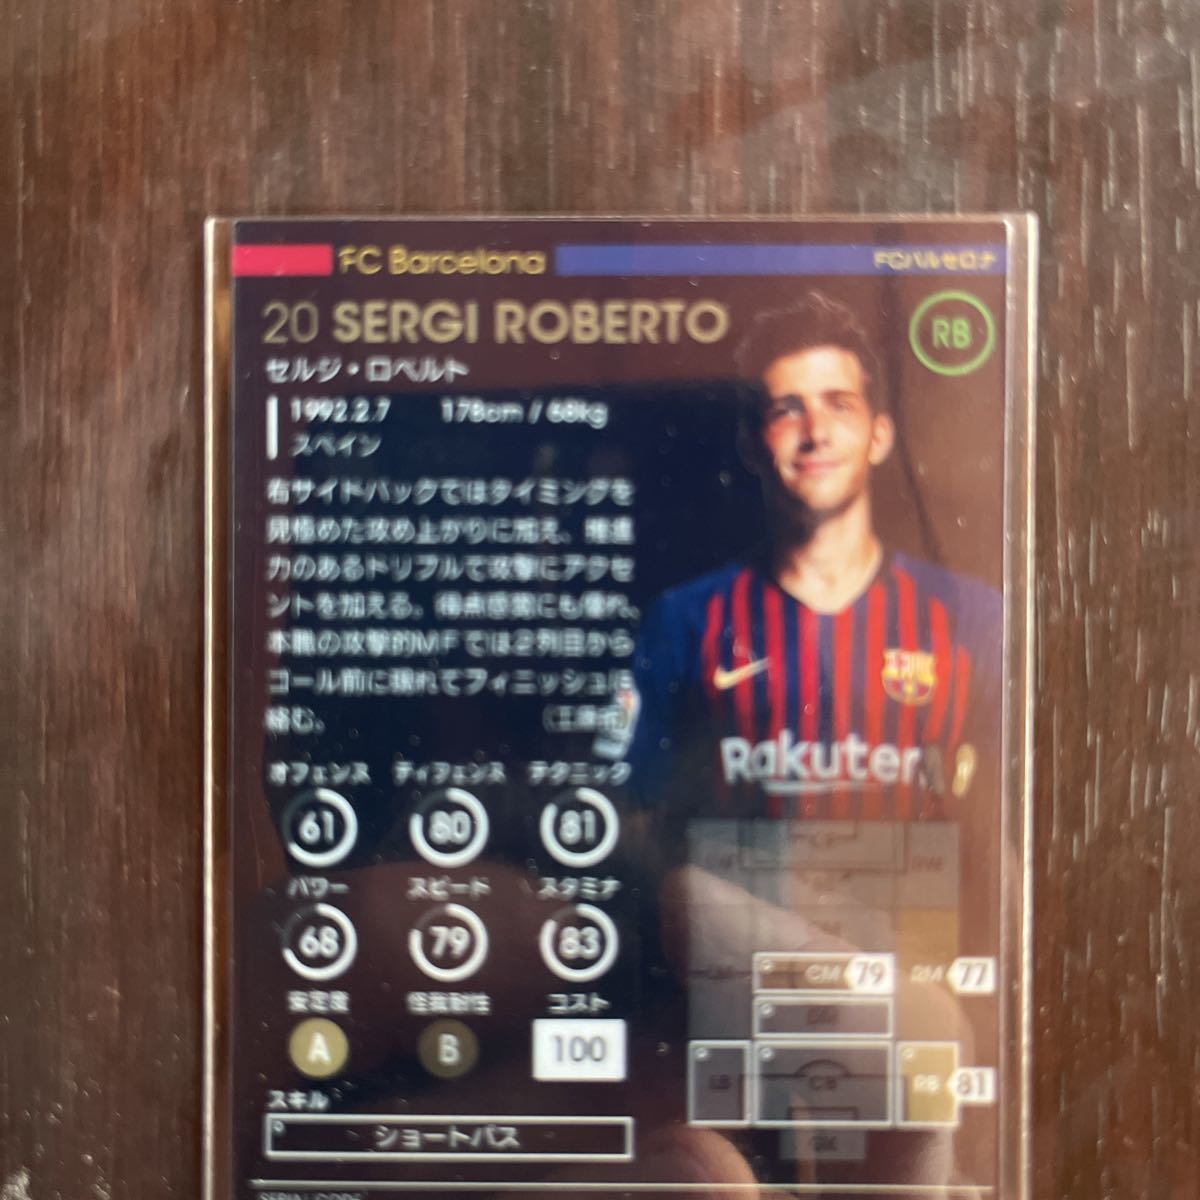 FC Barcelona
FCバルセロナ
20 SERGI ROBERTO
RB
セルジ・ロベルト
1992.2.7 178cm / 68kg
スペイン
右サイドバックではタイミングを
見極めた攻め上がりに加え、推進
力のあるドリブルで攻撃にアクセ
ントを加える。得点感覚にも優れ、
本職の攻撃的MFでは2列目から
ゴール前に現れてフィニッシュに
絡む。
Rakuten
オフェンス ディフェンス テクニック
61 80 81
パワー スピード スタミナ
68 79 83
CM 79 RM 77
安定度 怪我耐性 コスト
A B 100
LB CB RB 81
GK
スキル
ショートパス
SERIAL CODE